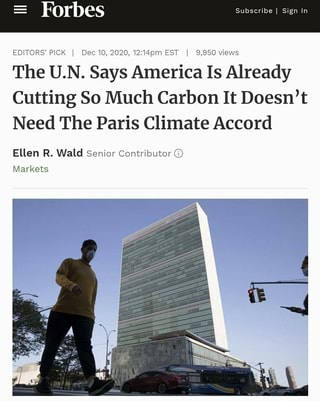 Forbes
Subscribe | Sign In
EDITORS' PICK | Dec 10, 2020, 12:14pm EST | 9,950 views
The U.N. Says America Is Already
Cutting So Much Carbon It Doesn’t
Need The Paris Climate Accord
Ellen R. Wald Senior Contributor
Markets